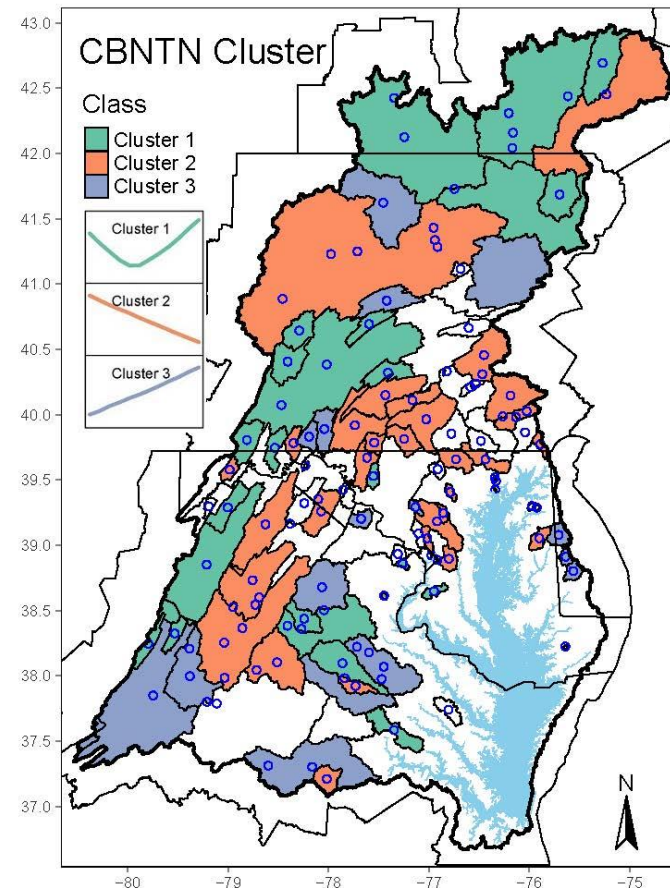 CBNTN Cluster
Class
Cluster 1
Cluster 2
Cluster 3
Cluster 1
Cluster 2
Cluster 3
43.0
42.5
42.0
41.5
41.0
40.5
40.0
39.5
39.0
38.5
38.0
37.5
37.0
N
−80 −79 −78 −77 −76 −75